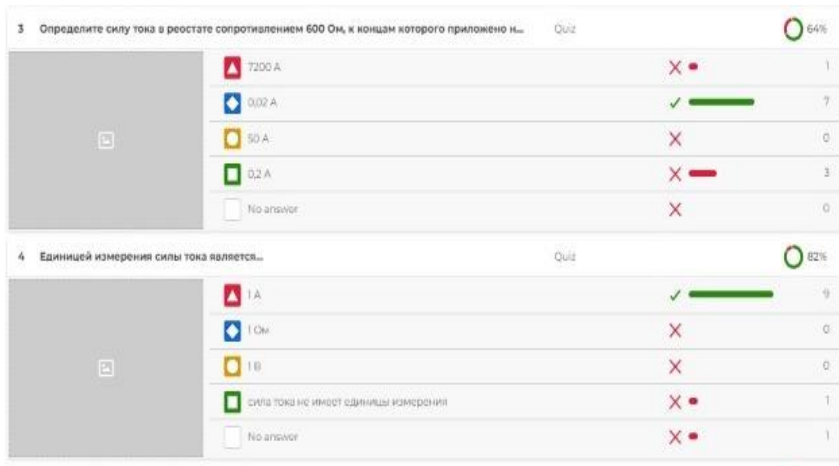 3 Определите силу тока в реостате сопротивлением 600 Ом, к концам которого приложено н... Quiz 64%
7200 А 1
0,02 А 7
50 А 0
0,2 А 3
No answer 0
4 Единицей измерения силы тока является... Quiz 82%
1 А 9
1 Ом 0
1 В 0
сила тока не имеет единицы измерения 1
No answer 1